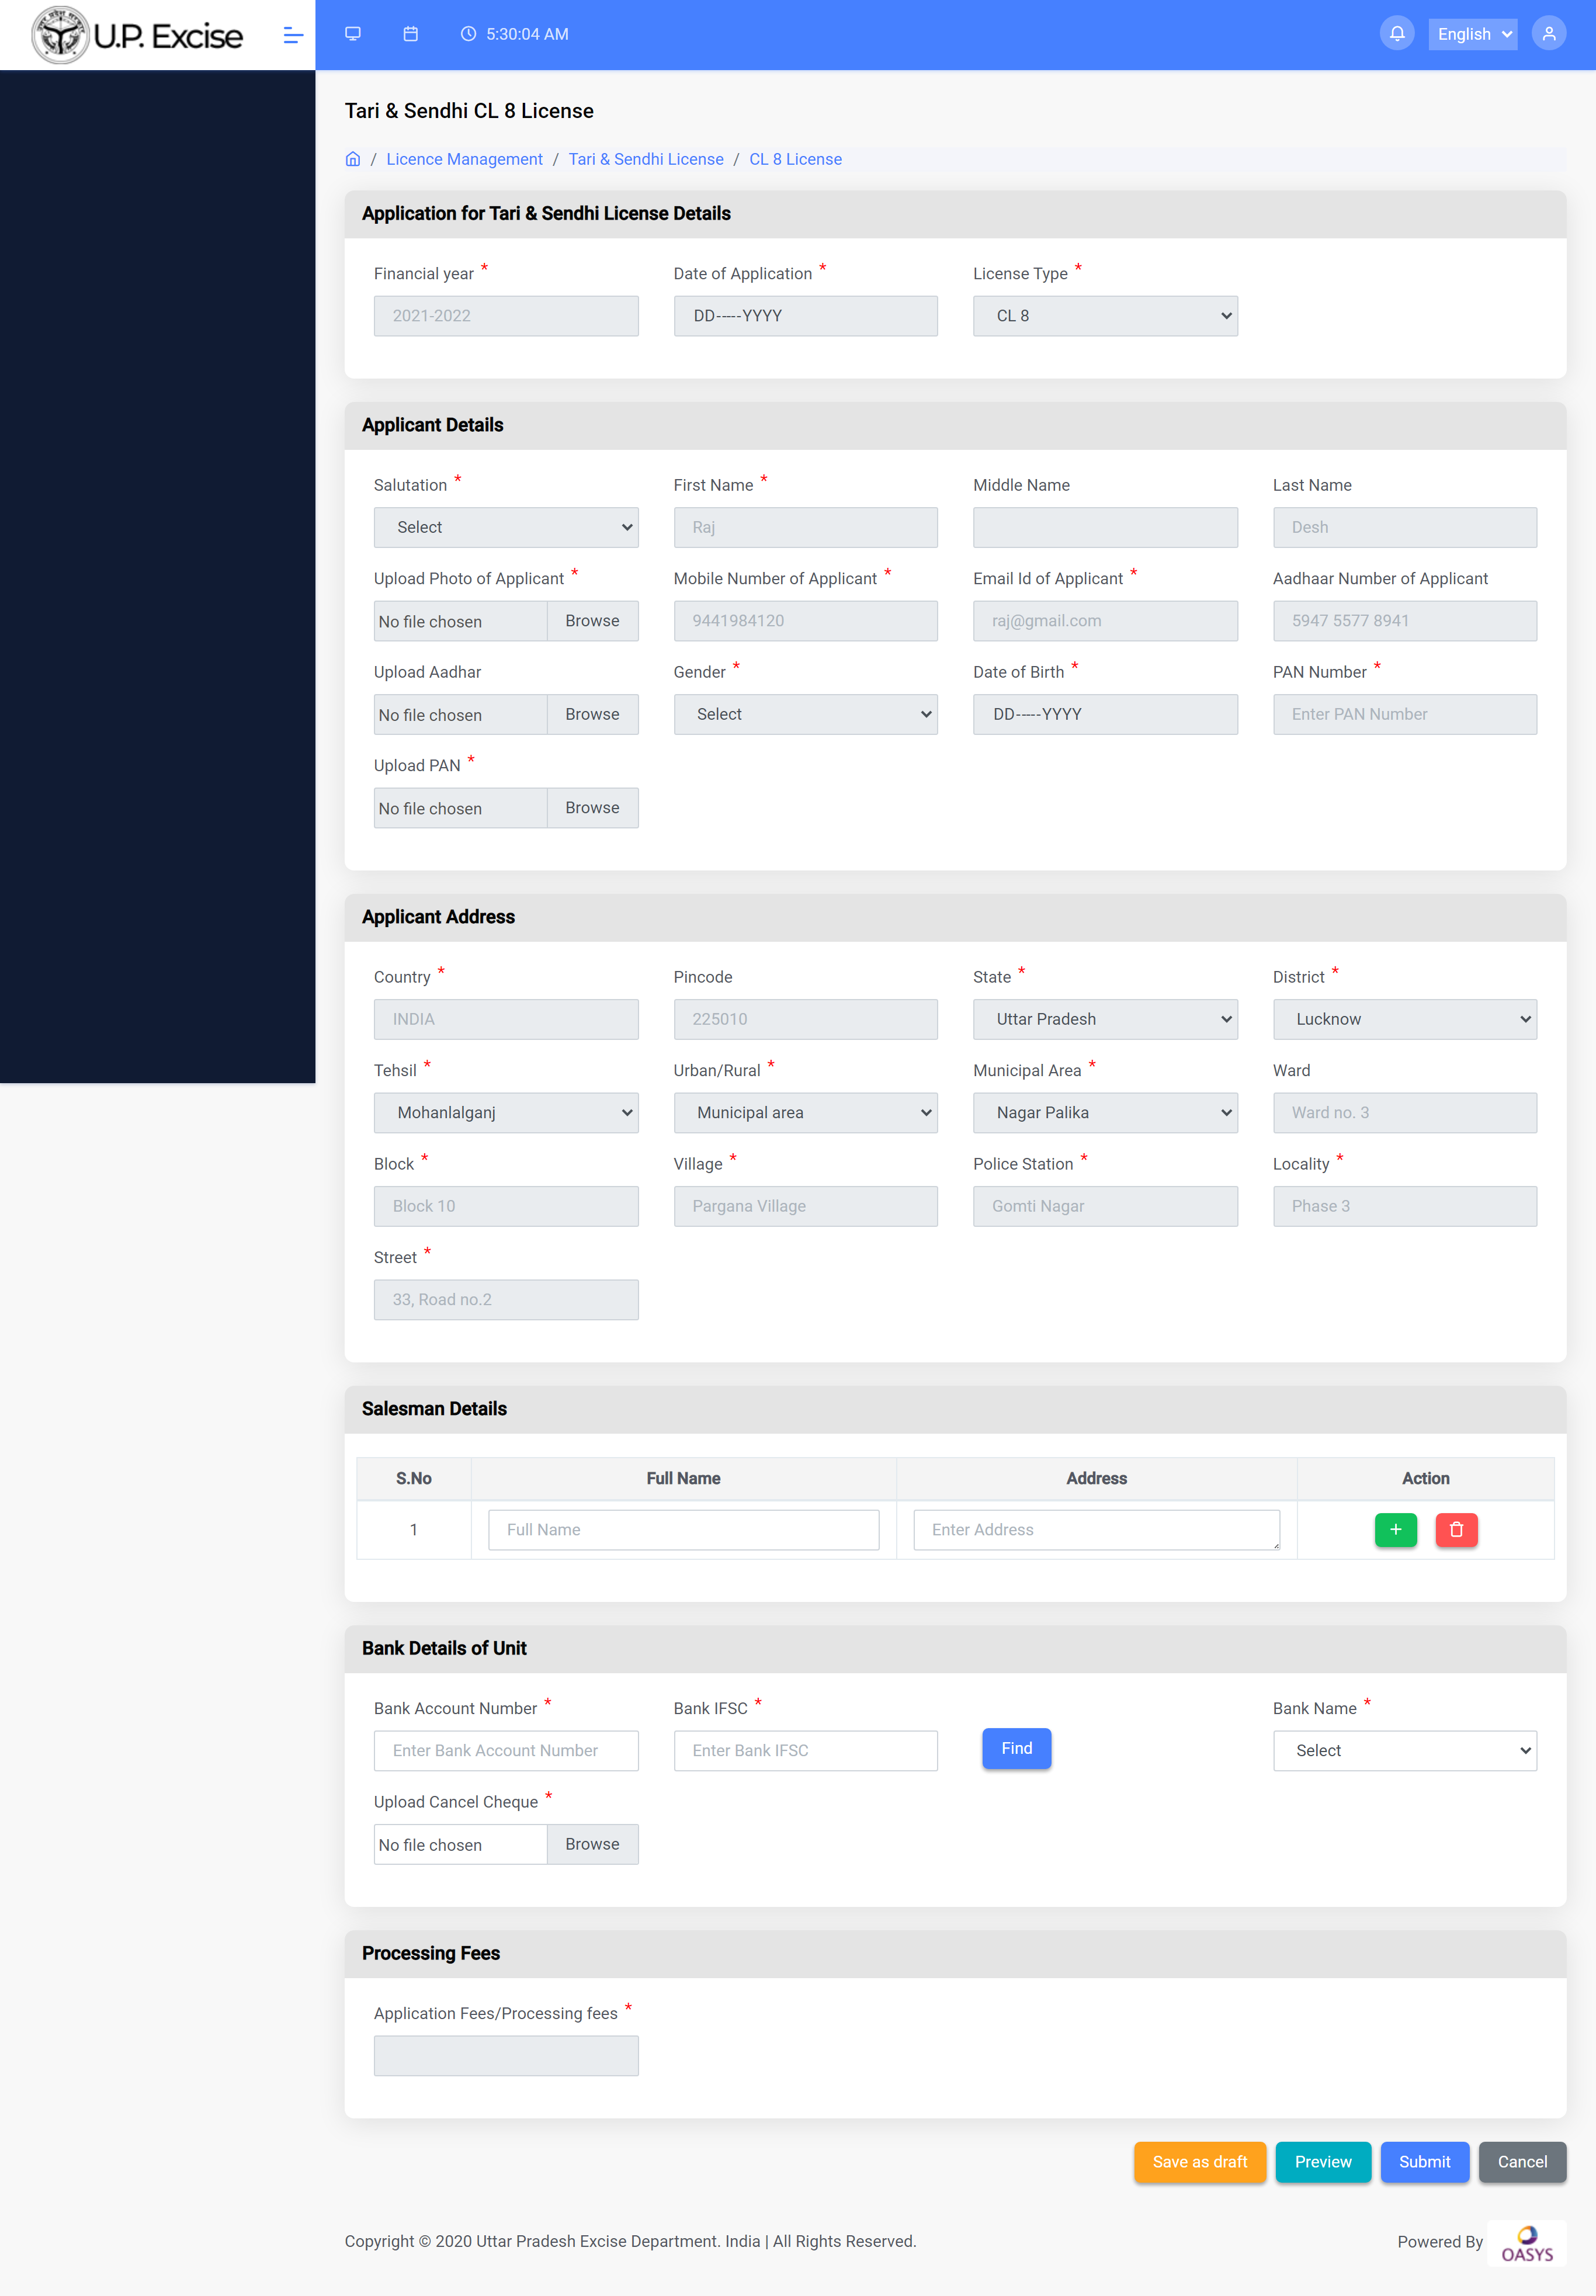 U.P. Excise
5:30:04 AM
English
Tari & Sendhi CL 8 License
/ Licence Management / Tari & Sendhi License / CL 8 License
Application for Tari & Sendhi License Details
Financial year * Date of Application * License Type *
2021-2022 DD-----YYYY CL 8
Applicant Details
Salutation * First Name * Middle Name Last Name
Select Raj Desh
Upload Photo of Applicant * Mobile Number of Applicant * Email Id of Applicant * Aadhaar Number of Applicant
No file chosen Browse 9441984120 raj@gmail.com 5947 5577 8941
Upload Aadhar Gender * Date of Birth * PAN Number *
No file chosen Browse Select DD-----YYYY Enter PAN Number
Upload PAN *
No file chosen Browse
Applicant Address
Country * Pincode State * District *
INDIA 225010 Uttar Pradesh Lucknow
Tehsil * Urban/Rural * Municipal Area * Ward
Mohanlalganj Municipal area Nagar Palika Ward no. 3
Block * Village * Police Station * Locality *
Block 10 Pargana Village Gomti Nagar Phase 3
Street *
33, Road no.2
Salesman Details
S.No Full Name Address Action
1 Full Name Enter Address
Bank Details of Unit
Bank Account Number * Bank IFSC * Bank Name *
Enter Bank Account Number Enter Bank IFSC Find Select
Upload Cancel Cheque *
No file chosen Browse
Processing Fees
Application Fees/Processing fees *
Save as draft Preview Submit Cancel
Copyright © 2020 Uttar Pradesh Excise Department. India | All Rights Reserved. Powered By OASYS